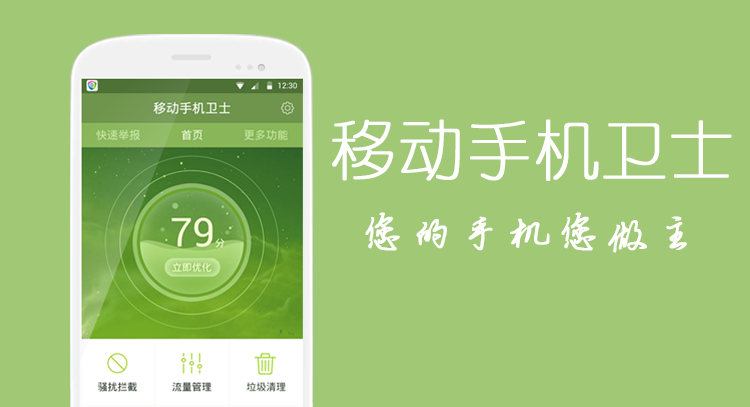 12:30
移动手机卫士
快速举报 首页 更多功能
79分
立即优化
骚扰拦截 流量管理 垃圾清理
移动手机卫士
您的手机您做主